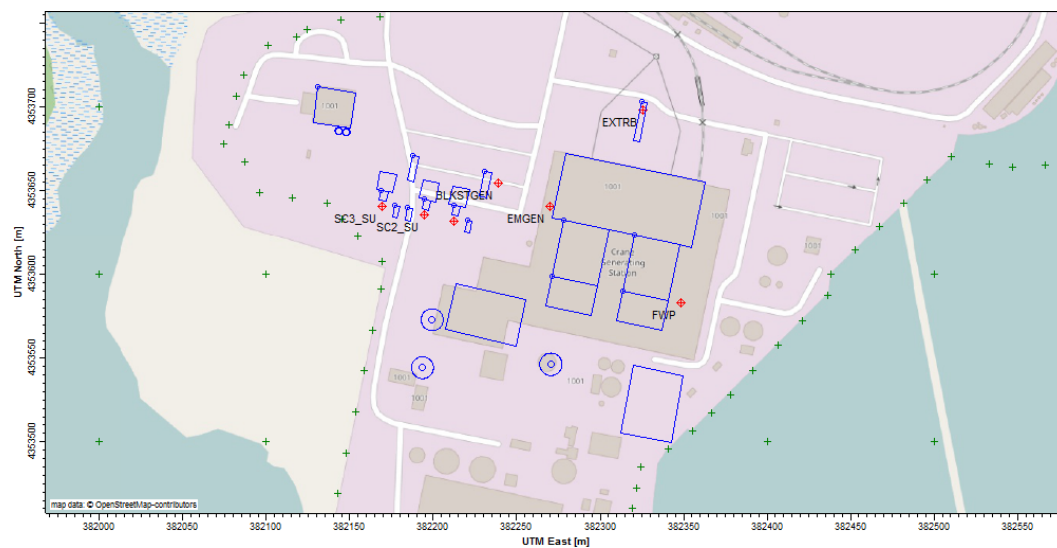 4353700
4353650
4353600
4353550
4353500
UTM North [m]
1001
EXTRB
1001
BLKSTGEN
SC3_SU
SC2_SU
EMGEN
1001
Crane
Generating
Station
FWP
1001
1001
1001
map data: © OpenStreetMap-contributors
382000
382050
382100
382150
382200
382250
382300
382350
382400
382450
382500
382550
UTM East [m]